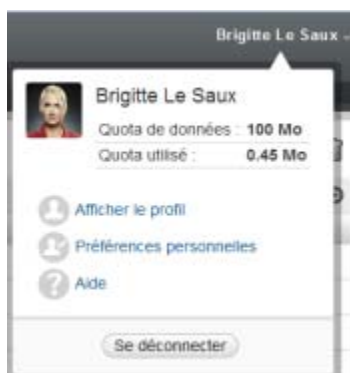 Brigitte Le Saux
Brigitte Le Saux
Quota de données : 100 Mo
Quota utilisé : 0.45 Mo
Afficher le profil
Préférences personnelles
Aide
Se déconnecter